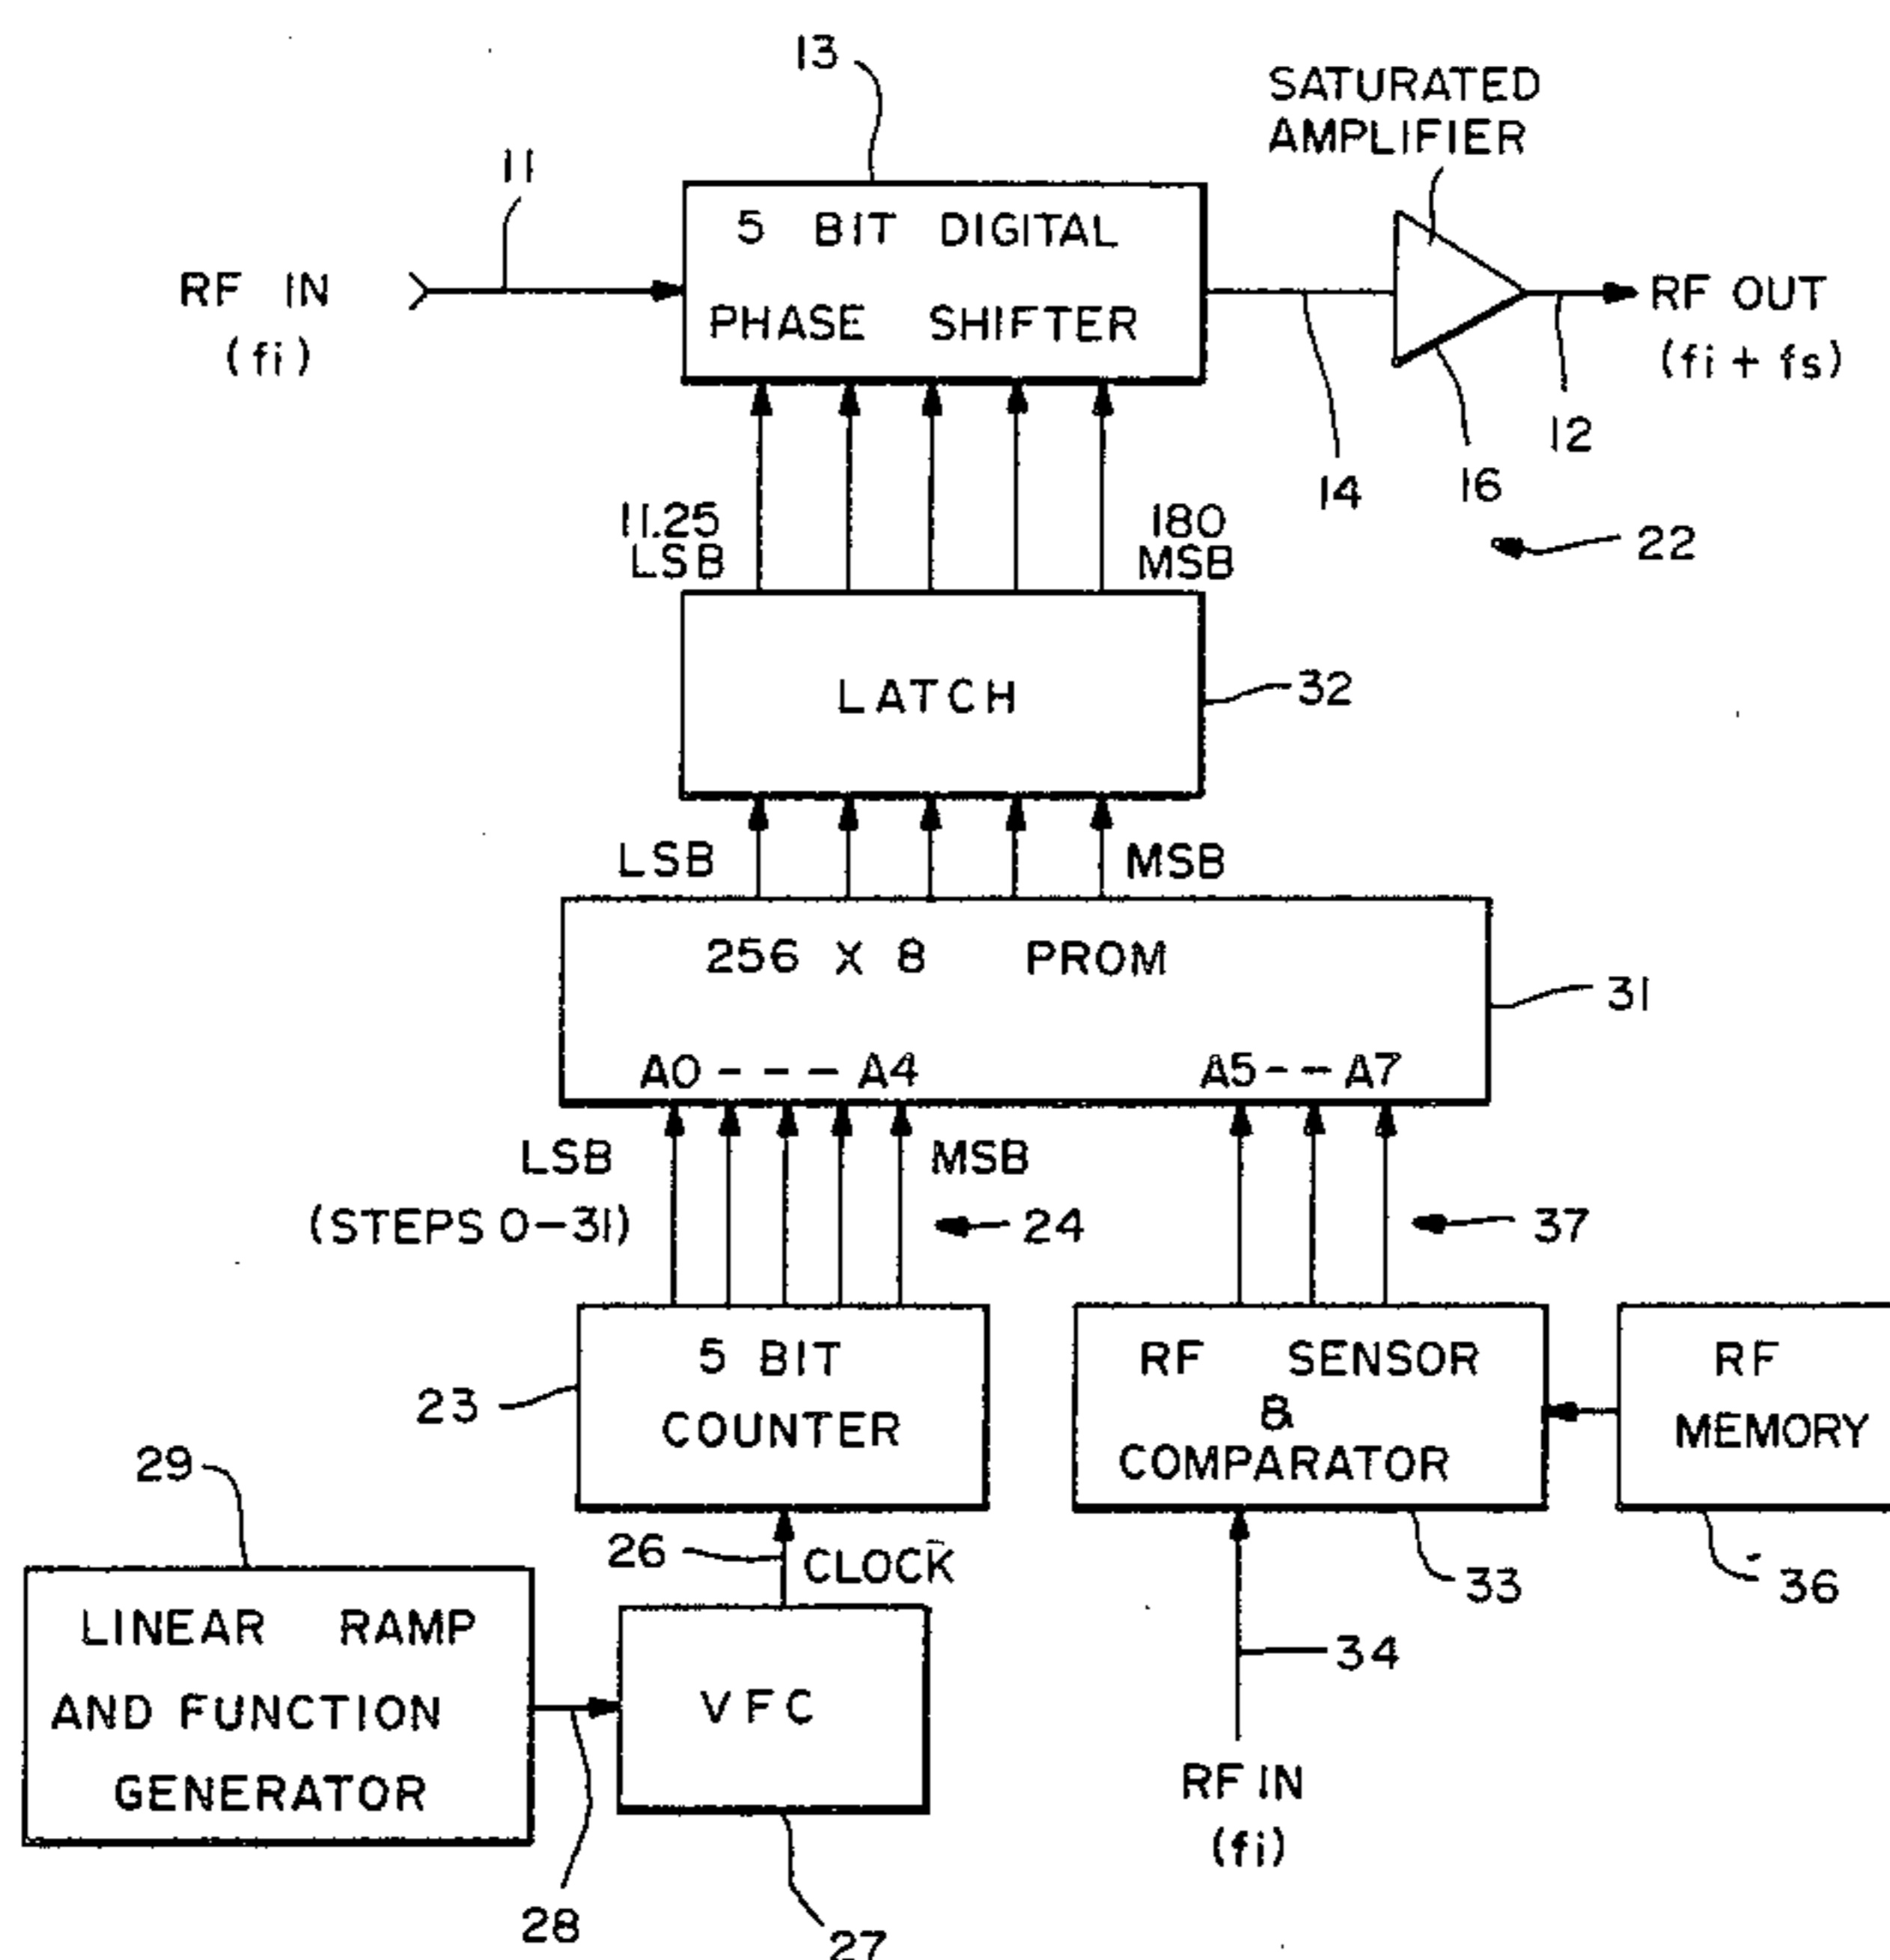 13
SATURATED
AMPLIFIER
11
5 BIT DIGITAL
PHASE SHIFTER
RF IN
(fi)
RF OUT
(fi + fs)
12
16
14
22
11.25
LSB
180
MSB
LATCH
32
LSB
MSB
256 X 8 PROM
31
A0 - - - A4
A5 - - A7
LSB
MSB
(STEPS 0-31)
24
37
5 BIT
COUNTER
23
RF SENSOR
&
COMPARATOR
RF
MEMORY
29
26
CLOCK
33
36
LINEAR RAMP
AND FUNCTION
GENERATOR
VFC
34
RF IN
(fi)
28
27